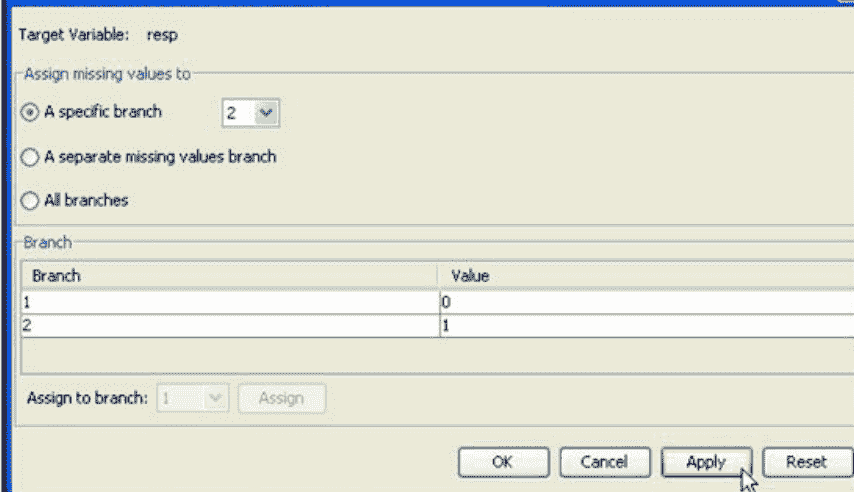 Target Variable: resp
Assign missing values to
A specific branch 2
A separate missing values branch
All branches
Branch
Branch Value
1 0
2 1
Assign to branch: 1 Assign
OK Cancel Apply Reset